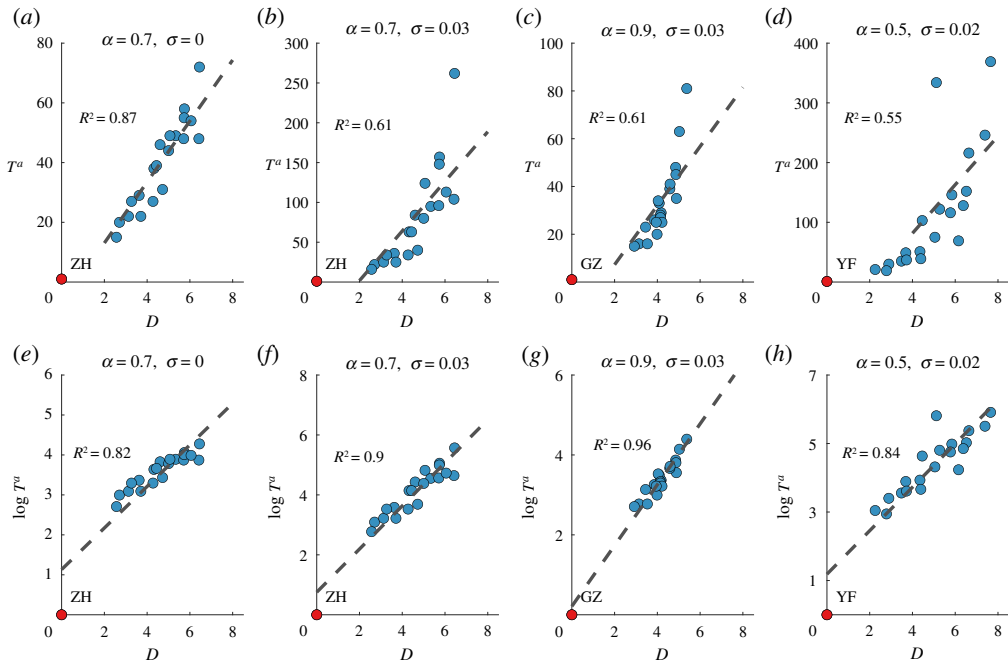 (a)
α = 0.7, σ = 0
80
60
40
20
0
T^a
R² = 0.87
ZH
2 4 6 8
D
(b)
α = 0.7, σ = 0.03
300
250
200
150
100
50
0
T^a
R² = 0.61
ZH
2 4 6 8
D
(c)
α = 0.9, σ = 0.03
100
80
60
40
20
0
T^a
R² = 0.61
GZ
2 4 6 8
D
(d)
α = 0.5, σ = 0.02
400
300
200
100
0
T^a
R² = 0.55
YF
2 4 6 8
D
(e)
α = 0.7, σ = 0
6
5
4
3
2
1
0
log T^a
R² = 0.82
ZH
2 4 6 8
D
(f)
α = 0.7, σ = 0.03
8
6
4
2
0
log T^a
R² = 0.9
ZH
2 4 6 8
D
(g)
α = 0.9, σ = 0.03
6
4
2
0
log T^a
R² = 0.96
GZ
2 4 6 8
D
(h)
α = 0.5, σ = 0.02
7
5
3
1
0
log T^a
R² = 0.84
YF
2 4 6 8
D